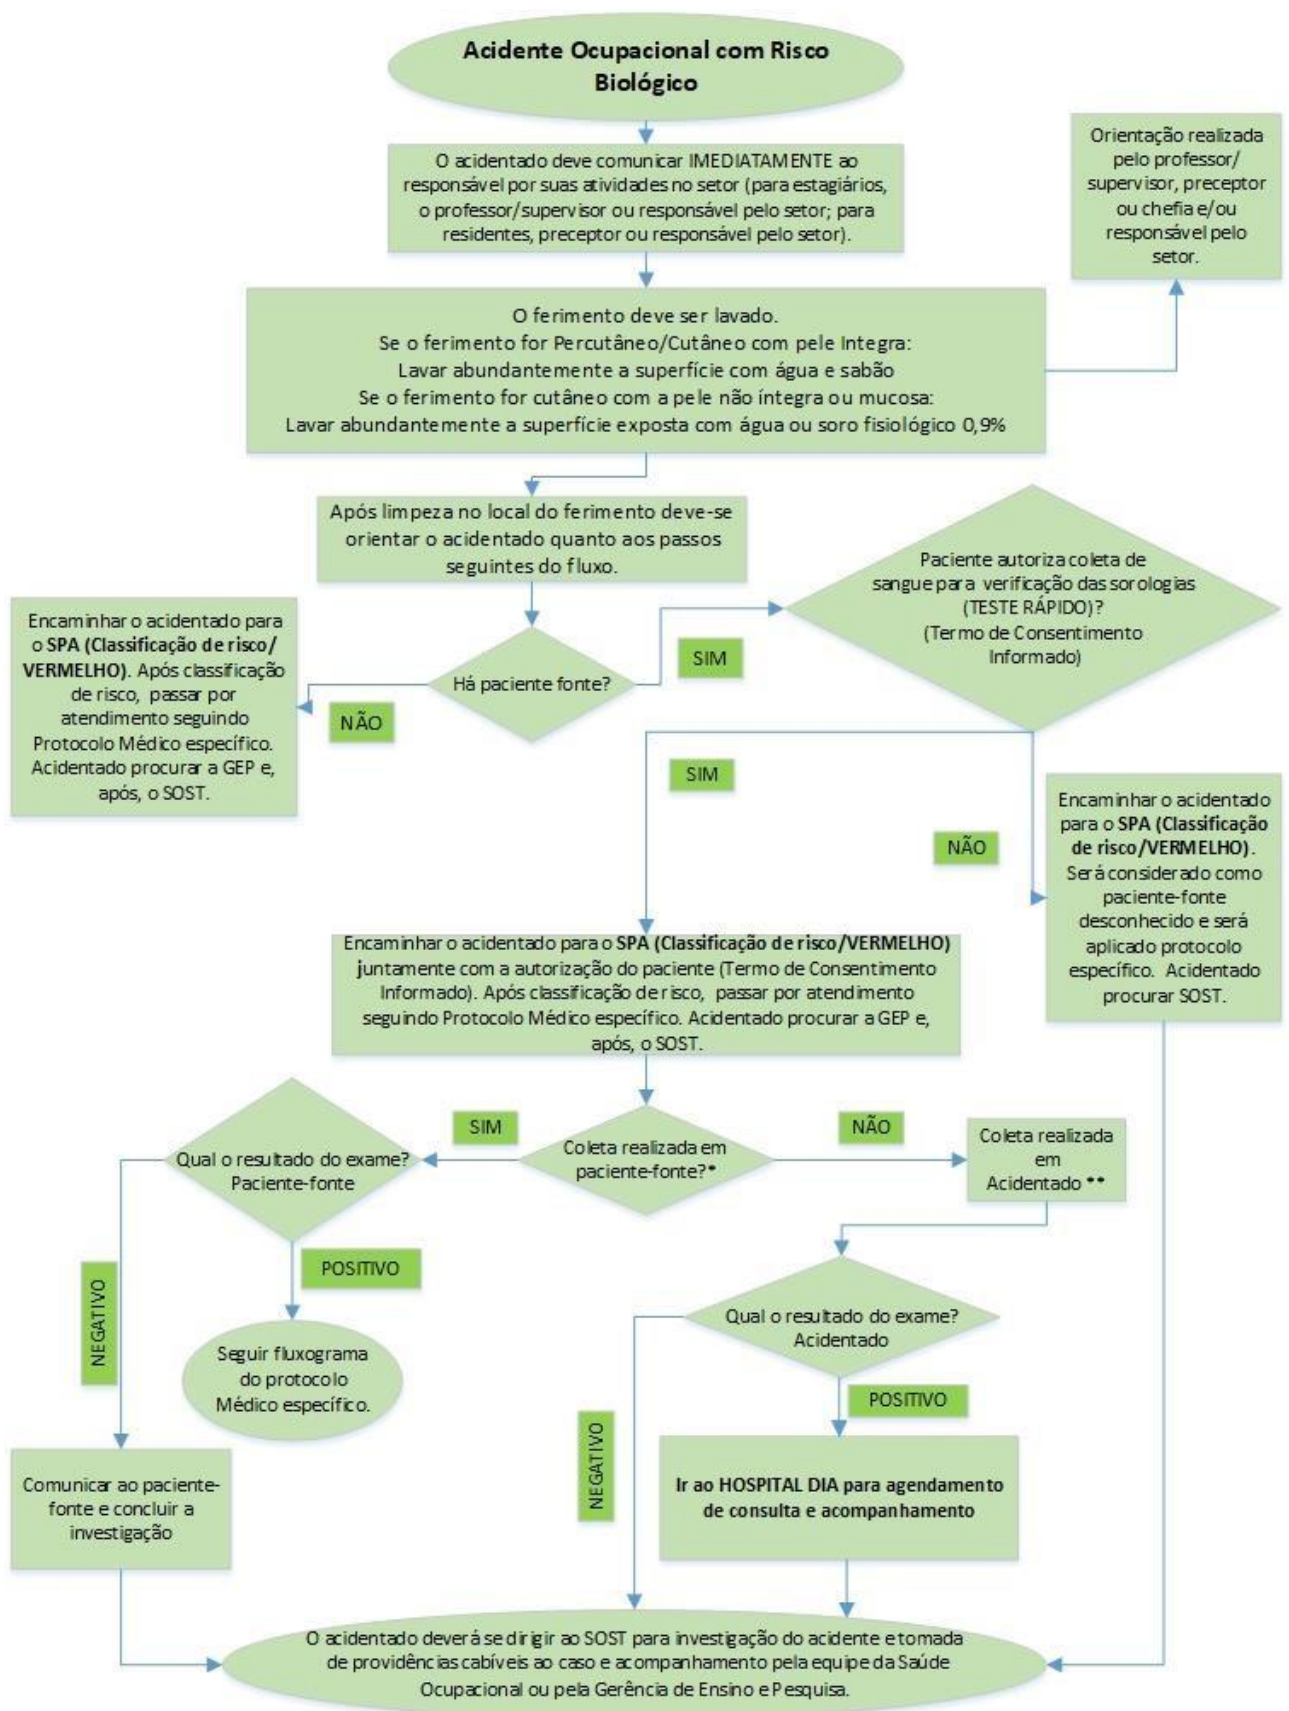 Acidente Ocupacional com Risco
Biológico
O acidentado deve comunicar IMEDIATAMENTE ao
responsável por suas atividades no setor (para estagiários,
o professor/supervisor ou responsável pelo setor; para
residentes, preceptor ou responsável pelo setor).
Orientação realizada
pelo professor/
supervisor, preceptor
ou chefia e/ou
responsável pelo
setor.
O ferimento deve ser lavado.
Se o ferimento for Percutâneo/Cutâneo com pele Integra:
Lavar abundantemente a superfície com água e sabão
Se o ferimento for cutâneo com a pele não íntegra ou mucosa:
Lavar abundantemente a superfície exposta com água ou soro fisiológico 0,9%
Após limpeza no local do ferimento deve-se
orientar o acidentado quanto aos passos
seguintes do fluxo.
Paciente autoriza coleta de
sangue para verificação das sorologias
(TESTE RÁPIDO)?
(Termo de Consentimento
Informado)
Há paciente fonte?
SIM
NÃO
Encaminhar o acidentado para
o SPA (Classificação de risco/
VERMELHO). Após classificação
de risco, passar por
atendimento seguindo
Protocolo Médico específico.
Acidentado procurar a GEP e,
após, o SOST.
SIM
NÃO
Encaminhar o acidentado
para o SPA (Classificação
de risco/VERMELHO).
Será considerado como
paciente-fonte
desconhecido e será
aplicado protocolo
específico. Acidentado
procurar SOST.
Encaminhar o acidentado para o SPA (Classificação de risco/VERMELHO)
juntamente com a autorização do paciente (Termo de Consentimento
Informado). Após classificação de risco, passar por atendimento
seguindo Protocolo Médico específico. Acidentado procurar a GEP e,
após, o SOST.
Coleta realizada em
paciente-fonte?*
SIM
NÃO
Qual o resultado do exame?
Paciente-fonte
Coleta realizada
em
Acidentado **
NEGATIVO
POSITIVO
Seguir fluxograma
do protocolo
Médico específico.
Qual o resultado do exame?
Acidentado
NEGATIVO
POSITIVO
Comunicar ao paciente-
fonte e concluir a
investigação
Ir ao HOSPITAL DIA para agendamento
de consulta e acompanhamento
O acidentado deverá se dirigir ao SOST para investigação do acidente e tomada
de providências cabíveis ao caso e acompanhamento pela equipe da Saúde
Ocupacional ou pela Gerência de Ensino e Pesquisa.